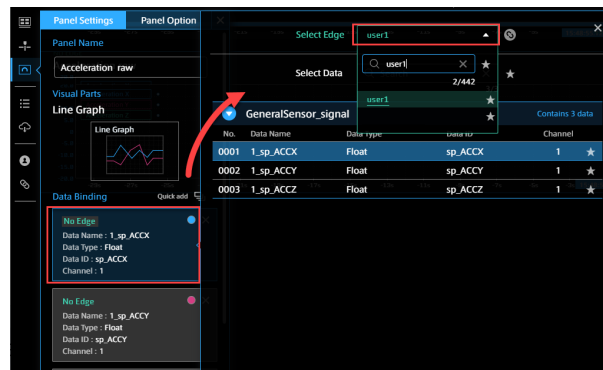 Panel Settings Panel Option
Panel Name
Acceleration raw
Visual Parts
Line Graph
Line Graph
Data Binding Quick add
No Edge
Data Name : 1_sp_ACCX
Data Type : Float
Data ID : sp_ACCX
Channel : 1
No Edge
Data Name : 1_sp_ACCY
Data Type : Float
Data ID : sp_ACCY
Channel : 1
Select Edge user1
user1
2/442
user1
Select Data
GeneralSensor_signal Contains 3 data
No. Data Name Data Type Data ID Channel
0001 1_sp_ACCX Float sp_ACCX 1
0002 1_sp_ACCY Float sp_ACCY 1
0003 1_sp_ACCZ Float sp_ACCZ 1